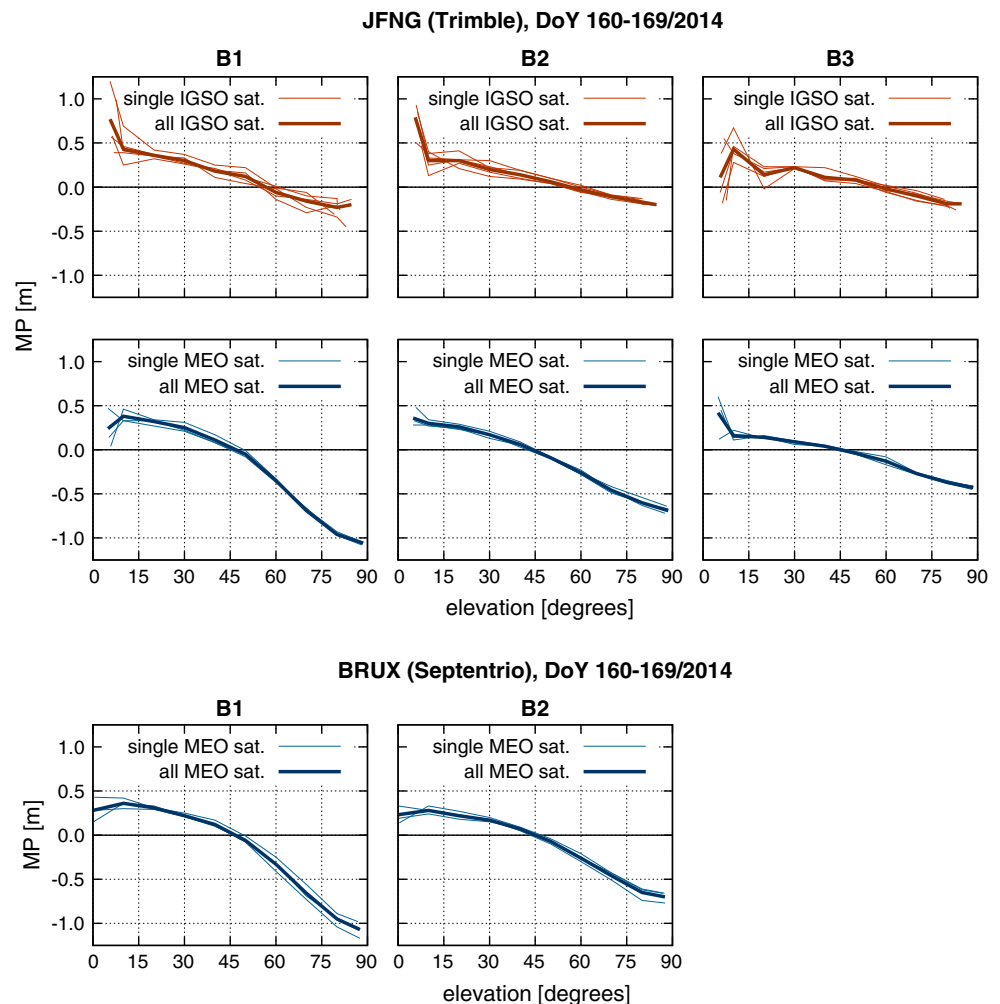 JFNG (Trimble), DoY 160-169/2014
B1 B2 B3
single IGSO sat. single IGSO sat. single IGSO sat.
all IGSO sat. all IGSO sat. all IGSO sat.
1.0
0.5
0.0
-0.5
-1.0
MP [m]
single MEO sat. single MEO sat. single MEO sat.
all MEO sat. all MEO sat. all MEO sat.
1.0
0.5
0.0
-0.5
-1.0
0 15 30 45 60 75 90 0 15 30 45 60 75 90 0 15 30 45 60 75 90
elevation [degrees] elevation [degrees]
BRUX (Septentrio), DoY 160-169/2014
B1 B2
single MEO sat. single MEO sat.
all MEO sat. all MEO sat.
1.0
0.5
0.0
-0.5
-1.0
MP [m]
0 15 30 45 60 75 90 0 15 30 45 60 75 90
elevation [degrees]